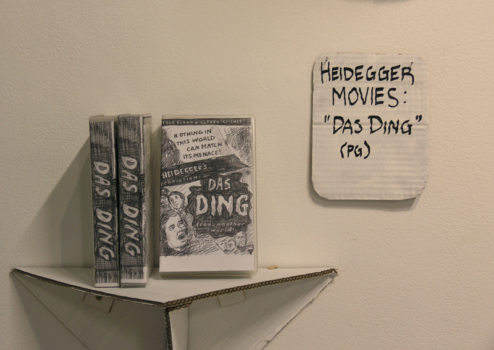 HEIDEGGER
MOVIES:
"DAS DING"
(PG)
NOTHING IN
THIS WORLD
CAN MATCH
ITS MENACE!
HEIDEGGER'S
DAS
DING
DAS DING
DAS DING